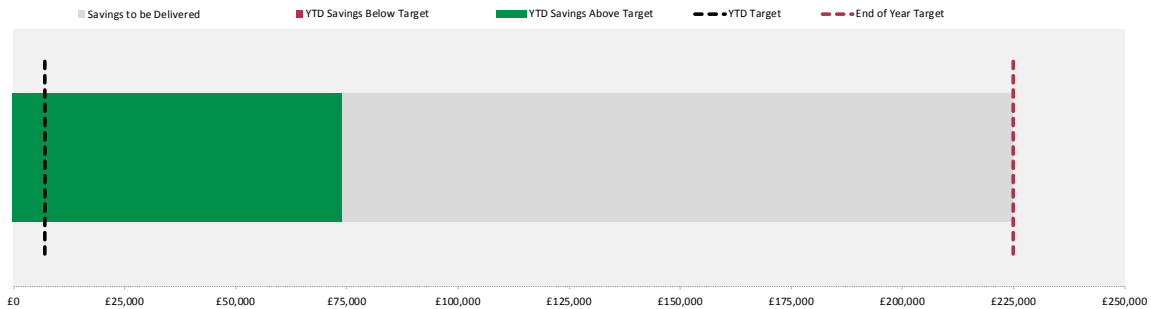 Savings to be Delivered YTD Savings Below Target YTD Savings Above Target YTD Target End of Year Target
£0 £25,000 £50,000 £75,000 £100,000 £125,000 £150,000 £175,000 £200,000 £225,000 £250,000